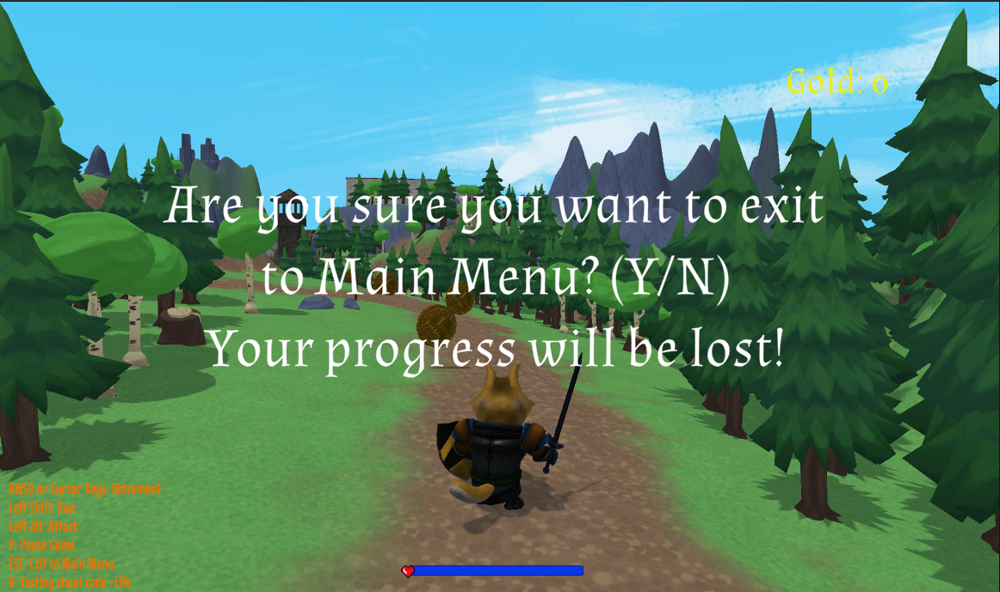 Gold: 0
Are you sure you want to exit
to Main Menu? (Y/N)
Your progress will be lost!
AWSD or Cursor Keys: Movement
Left Shift: Run
Left Alt: Attack
P: Pause Game
ESC: Exit to Main Menu
V: Testing cheat code -Life